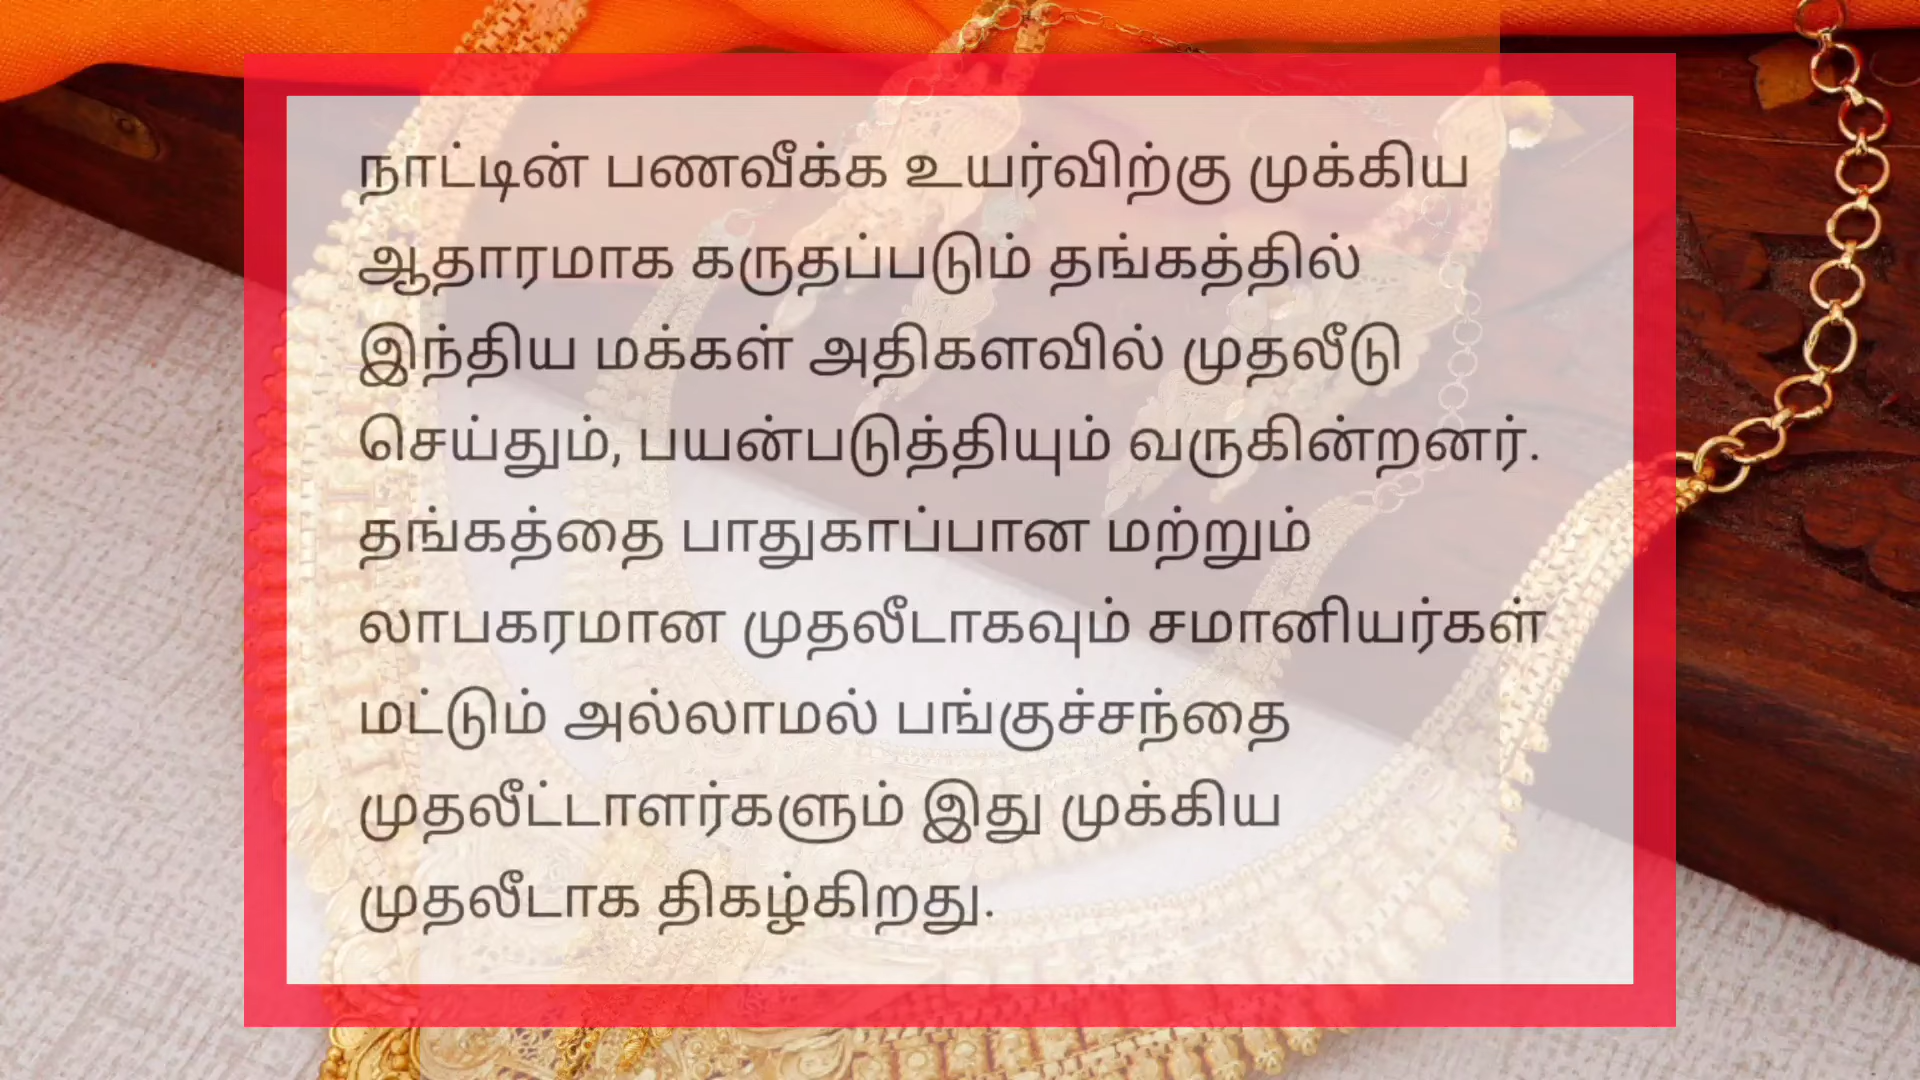 நாட்டின் பணவீக்க உயர்விற்கு முக்கிய
ஆதாரமாக கருதப்படும் தங்கத்தில்
இந்திய மக்கள் அதிகளவில் முதலீடு
செய்தும், பயன்படுத்தியும் வருகின்றனர்.
தங்கத்தை பாதுகாப்பான மற்றும்
லாபகரமான முதலீடாகவும் சமானியர்கள்
மட்டும் அல்லாமல் பங்குச்சந்தை
முதலீட்டாளர்களும் இது முக்கிய
முதலீடாக திகழ்கிறது.